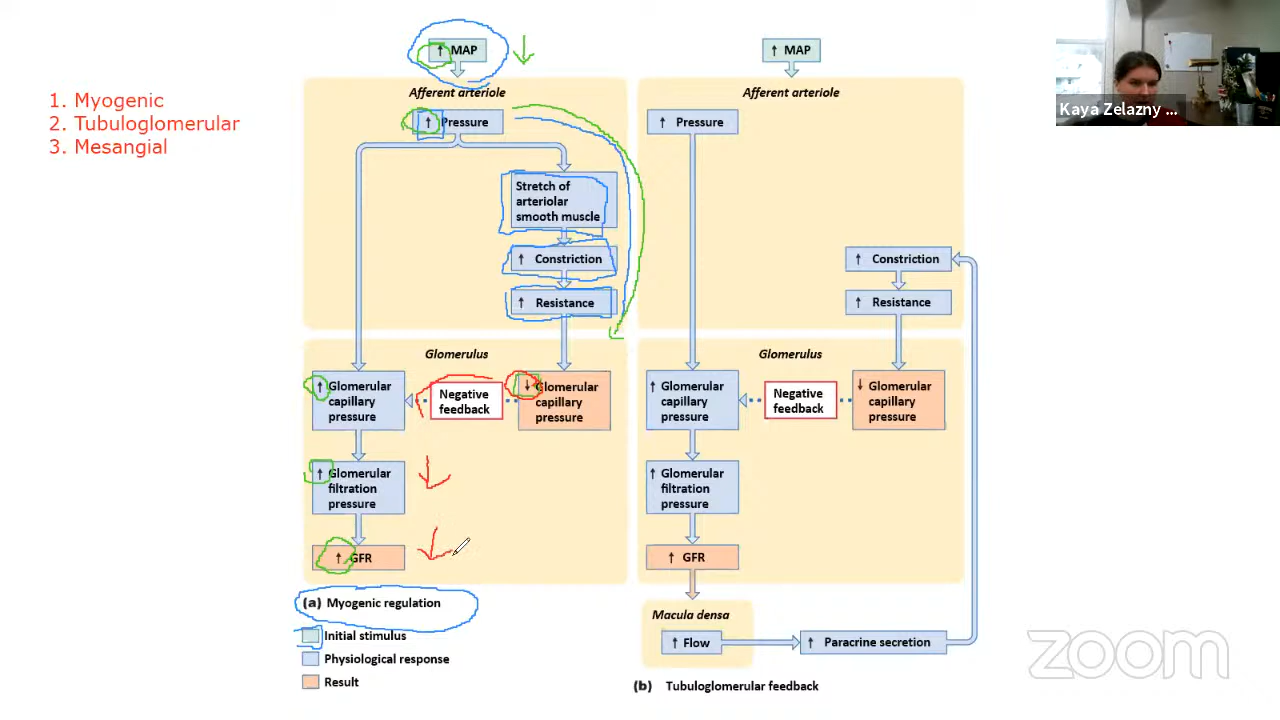 1. Myogenic
2. Tubuloglomerular
3. Mesangial
↑ MAP
Afferent arteriole
↑ Pressure
Stretch of
arteriolar
smooth muscle
↑ Constriction
↑ Resistance
Glomerulus
↑ Glomerular
capillary
pressure
Negative
feedback
↓ Glomerular
capillary
pressure
↑ Glomerular
filtration
pressure
↑ GFR
(a) Myogenic regulation
Initial stimulus
Physiological response
Result
↑ MAP
Afferent arteriole
↑ Pressure
↑ Constriction
↑ Resistance
Glomerulus
↑ Glomerular
capillary
pressure
Negative
feedback
↓ Glomerular
capillary
pressure
↑ Glomerular
filtration
pressure
↑ GFR
Macula densa
↑ Flow
↑ Paracrine secretion
(b) Tubuloglomerular feedback
Kaya Zelazny ...
zoom